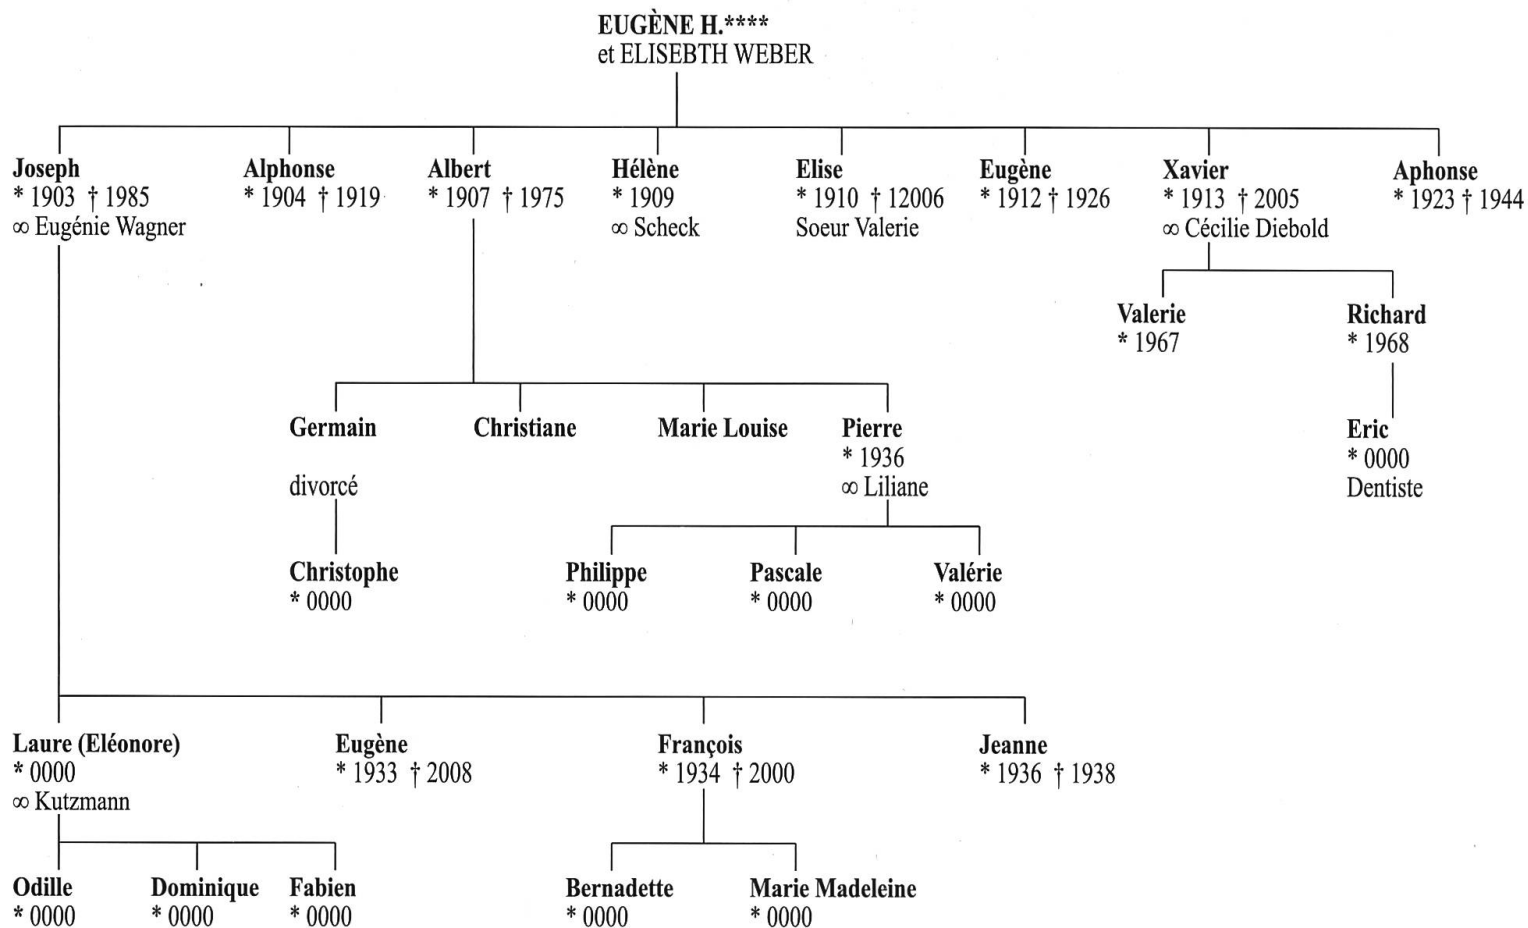 EUGÈNE H.****
et ELISEBTH WEBER
Joseph
* 1903 † 1985
∞ Eugénie Wagner
Alphonse
* 1904 † 1919
Albert
* 1907 † 1975
Hélène
* 1909
∞ Scheck
Elise
* 1910 † 12006
Soeur Valerie
Eugène
* 1912 † 1926
Xavier
* 1913 † 2005
∞ Cécilie Diebold
Aphonse
* 1923 † 1944
Valerie
* 1967
Richard
* 1968
Germain
divorcé
Christiane
Marie Louise
Pierre
* 1936
∞ Liliane
Eric
* 0000
Dentiste
Christophe
* 0000
Philippe
* 0000
Pascale
* 0000
Valérie
* 0000
Laure (Eléonore)
* 0000
∞ Kutzmann
Eugène
* 1933 † 2008
François
* 1934 † 2000
Jeanne
* 1936 † 1938
Odille
* 0000
Dominique
* 0000
Fabien
* 0000
Bernadette
* 0000
Marie Madeleine
* 0000